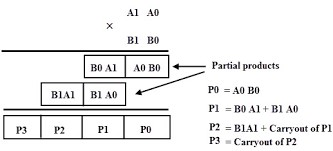 A1 A0
×
B1 B0
B0 A1 A0 B0
Partial products
B1A1 B1 A0
P3 P2 P1 P0
P0 = A0 B0
P1 = B0 A1 + B1 A0
P2 = B1A1 + Carryout of P1
P3 = Carryout of P2